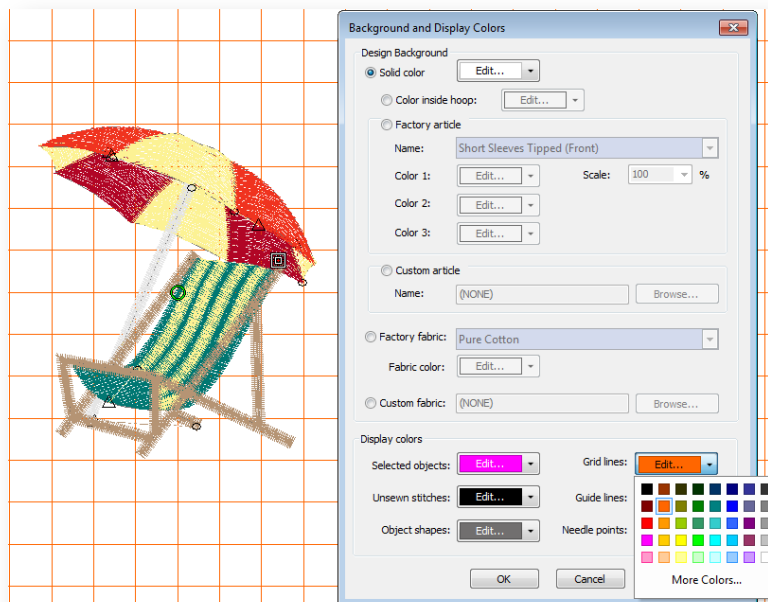 Background and Display Colors
Design Background
Solid color
Edit...
Color inside hoop:
Edit...
Factory article
Name:
Short Sleeves Tipped (Front)
Color 1:
Edit...
Scale:
100
%
Color 2:
Edit...
Color 3:
Edit...
Custom article
Name:
(NONE)
Browse...
Factory fabric:
Pure Cotton
Fabric color:
Edit...
Custom fabric:
(NONE)
Browse...
Display colors
Selected objects:
Edit...
Grid lines:
Edit...
Unsewn stitches:
Edit...
Guide lines:
Object shapes:
Edit...
Needle points:
More Colors...
OK
Cancel